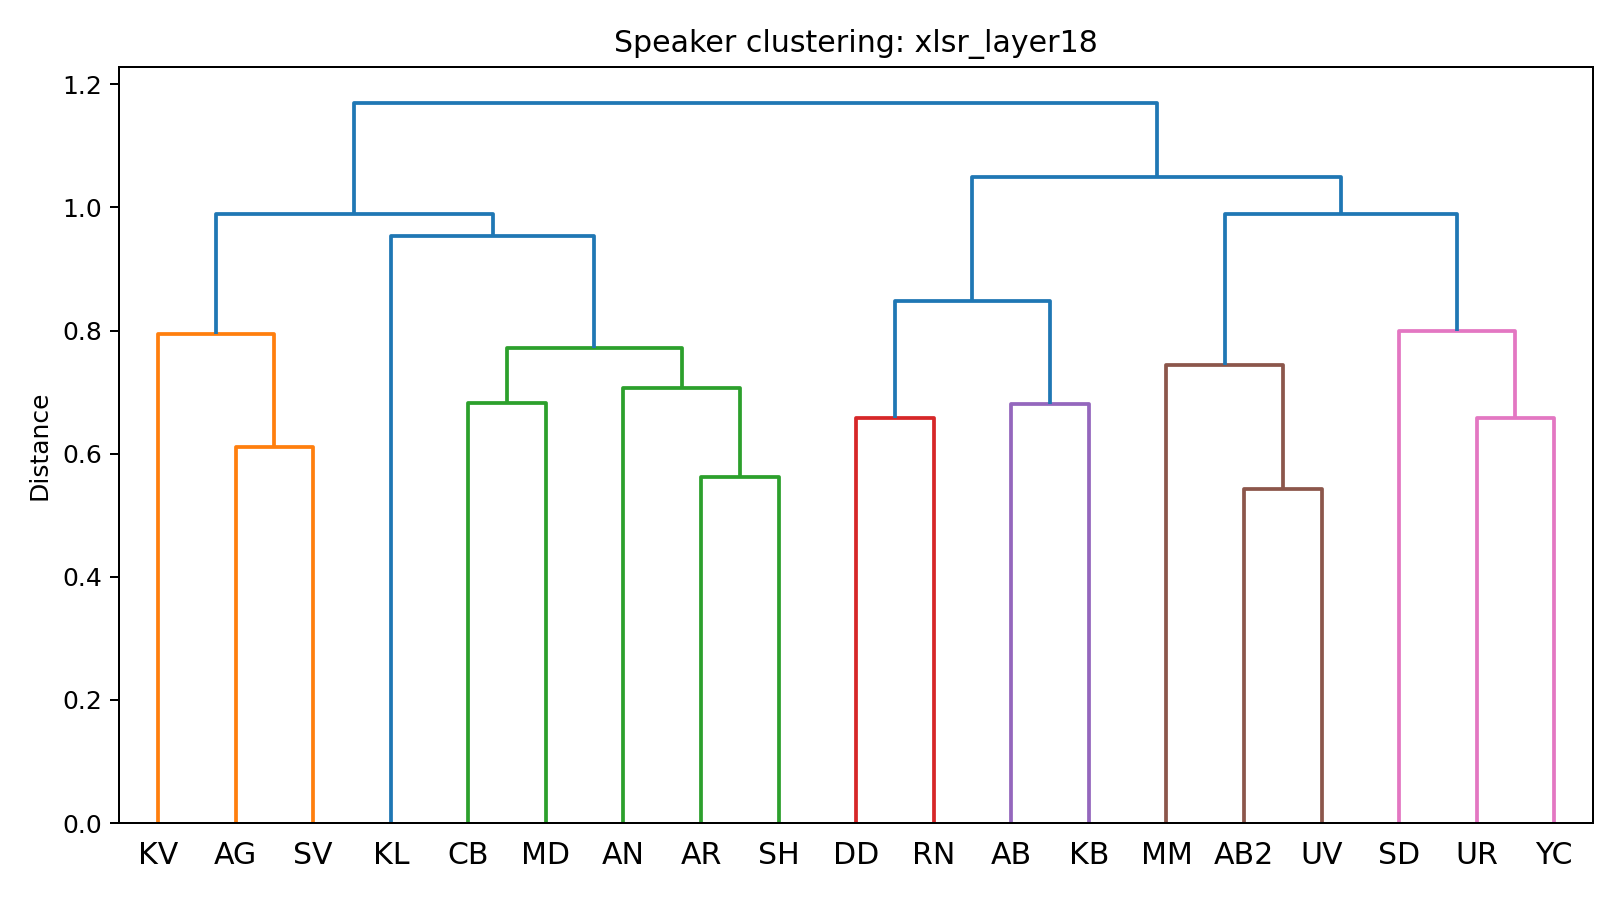 Speaker clustering: xlsr_layer18
1.2
1.0
0.8
0.6
0.4
0.2
0.0
Distance
KV AG SV KL CB MD AN AR SH DD RN AB KB MM AB2 UV SD UR YC